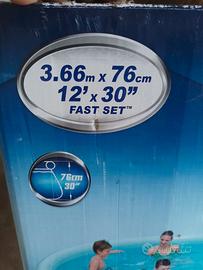 3.66m x 76cm
12' x 30"
FAST SET™
76cm
30"